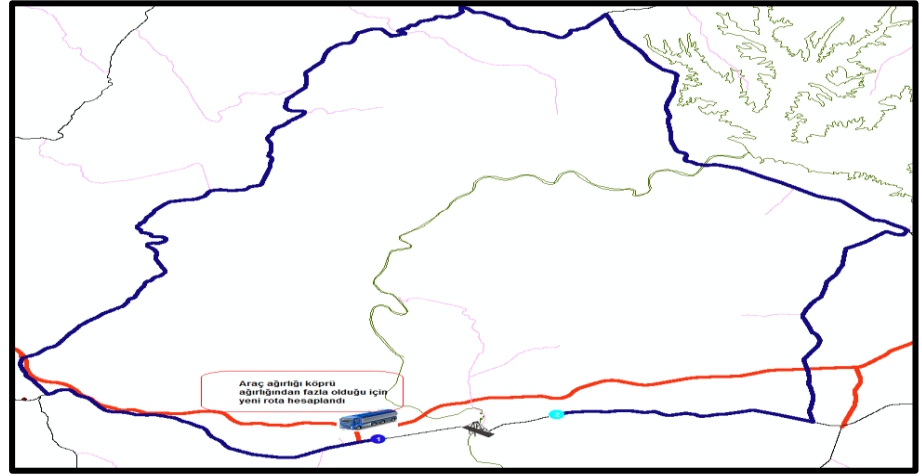 Araç ağırlığı köprü
ağırlığından fazla olduğu için
yeni rota hesaplandı
1
2